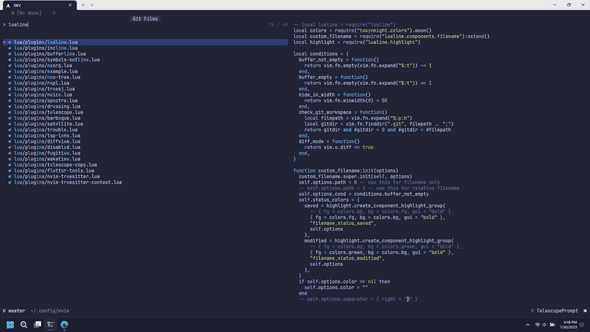 ENV
[No Name]
Git Files
> lualine
25 / 48
> lua/plugins/lualine.lua
lua/plugins/incline.lua
lua/plugins/bufferline.lua
lua/plugins/symbols-outline.lua
lua/plugins/neorg.lua
lua/plugins/example.lua
lua/plugins/neo-tree.lua
lua/plugins/repl.lua
lua/plugins/treesj.lua
lua/plugins/noice.lua
lua/plugins/spectre.lua
lua/plugins/dressing.lua
lua/plugins/telescope.lua
lua/plugins/barbeque.lua
lua/plugins/satellite.lua
lua/plugins/trouble.lua
lua/plugins/lsp-lens.lua
lua/plugins/diffview.lua
lua/plugins/disabled.lua
lua/plugins/fugitive.lua
lua/plugins/wakatime.lua
lua/plugins/telescope-copy.lua
lua/plugins/flutter-tools.lua
lua/plugins/nvim-treesitter.lua
lua/plugins/nvim-treesitter-context.lua
-- local lualine = require("lualine")
local colors = require("tokyonight.colors").moon()
local custom_filename = require("lualine.components.filename"):extend()
local highlight = require("lualine.highlight")
local conditions = {
buffer_not_empty = function()
return vim.fn.empty(vim.fn.expand("%:t")) ~= 1
end,
buffer_empty = function()
return vim.fn.empty(vim.fn.expand("%:t")) == 1
end,
hide_in_width = function()
return vim.fn.winwidth(0) > 80
end,
check_git_workspace = function()
local filepath = vim.fn.expand("%:p:h")
local gitdir = vim.fn.finddir(".git", filepath .. ";")
return gitdir and #gitdir > 0 and #gitdir < #filepath
end,
diff_mode = function()
return vim.o.diff == true
end,
}
function custom_filename:init(options)
custom_filename.super.init(self, options)
self.options.path = 0 -- use this for filename only
-- self.options.path = 1 -- use this for relative filename
self.options.cond = conditions.buffer_not_empty
self.status_colors = {
saved = highlight.create_component_highlight_group(
-- { fg = colors.bg, bg = colors.fg, gui = "bold" },
{ fg = colors.fg, bg = colors.bg, gui = "bold" },
"filename_status_saved",
self.options
),
modified = highlight.create_component_highlight_group(
-- { fg = colors.bg, bg = colors.green, gui = "bold" },
{ fg = colors.green, bg = colors.bg, gui = "bold" },
"filename_status_modified",
self.options
),
}
if self.options.color == nil then
self.options.color = ""
end
-- self.options.separator = { right = "" }
master ~/.config/nvim
TelescopePrompt
4:48 PM
7/30/2023